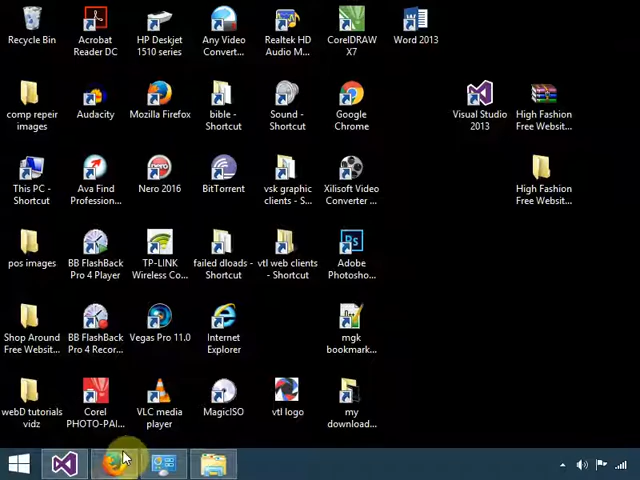 Recycle Bin
Acrobat
Reader DC
HP Deskjet
1510 series
Any Video
Convert...
Realtek HD
Audio M...
CorelDRAW
X7
Word 2013
comp repeir
images
Audacity
Mozilla Firefox
bible -
Shortcut
Sound -
Shortcut
Google
Chrome
Visual Studio
2013
High Fashion
Free Websit...
This PC -
Shortcut
Ava Find
Profession...
Nero 2016
BitTorrent
vsk graphic
clients - S...
Xilisoft Video
Converter ...
High Fashion
Free Websit...
pos images
BB FlashBack
Pro 4 Player
TP-LINK
Wireless Co...
failed dloads -
Shortcut
vtl web clients
- Shortcut
Ps
Adobe
Photosho...
Shop Around
Free Websit...
BB FlashBack
Pro 4 Recor...
Vegas Pro 11.0
Internet
Explorer
mgk
bookmark...
webD tutorials
vidz
Corel
PHOTO-PAI...
VLC media
player
MagicISO
vtl logo
my
download...